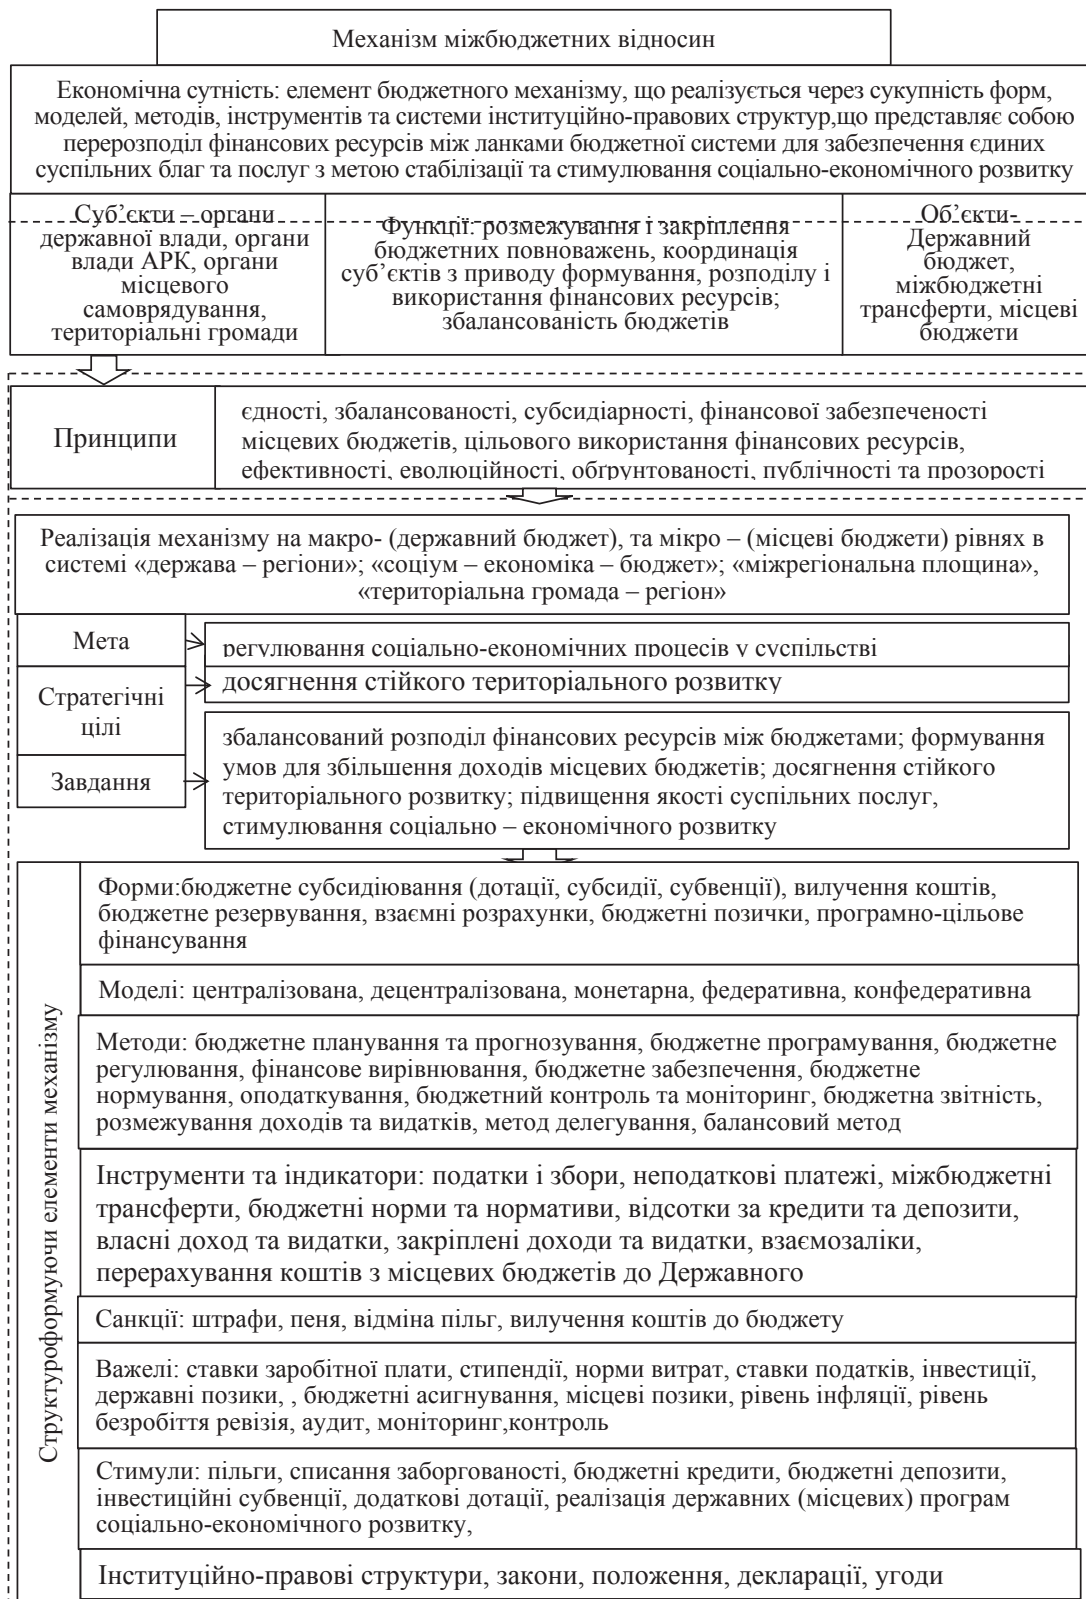 Механізм міжбюджетних відносин
Економічна сутність: елемент бюджетного механізму, що реалізується через сукупність форм,
моделей, методів, інструментів та системи інституційно-правових структур,що представляє собою
перерозподіл фінансових ресурсів між ланками бюджетної системи для забезпечення єдиних
суспільних благ та послуг з метою стабілізації та стимулювання соціально-економічного розвитку
Суб’єкти – органи
державної влади, органи
влади АРК, органи
місцевого
самоврядування,
територіальні громади
Функції: розмежування і закріплення
бюджетних повноважень, координація
суб’єктів з приводу формування, розподілу і
використання фінансових ресурсів;
збалансованість бюджетів
Об’єкти-
Державний
бюджет,
міжбюджетні
трансферти, місцеві
бюджети
Принципи
єдності, збалансованості, субсидіарності, фінансової забезпеченості
місцевих бюджетів, цільового використання фінансових ресурсів,
ефективності, еволюційності, обґрунтованості, публічності та прозорості
Реалізація механізму на макро- (державний бюджет), та мікро – (місцеві бюджети) рівнях в
системі «держава – регіони»; «соціум – економіка – бюджет»; «міжрегіональна площина»,
«територіальна громада – регіон»
Мета
регулювання соціально-економічних процесів у суспільстві
Стратегічні
цілі
досягнення стійкого територіального розвитку
Завдання
збалансований розподіл фінансових ресурсів між бюджетами; формування
умов для збільшення доходів місцевих бюджетів; досягнення стійкого
територіального розвитку; підвищення якості суспільних послуг,
стимулювання соціально – економічного розвитку
Структуроформуючи елементи механізму
Форми:бюджетне субсидіювання (дотації, субсидії, субвенції), вилучення коштів,
бюджетне резервування, взаємні розрахунки, бюджетні позички, програмно-цільове
фінансування
Моделі: централізована, децентралізована, монетарна, федеративна, конфедеративна
Методи: бюджетне планування та прогнозування, бюджетне програмування, бюджетне
регулювання, фінансове вирівнювання, бюджетне забезпечення, бюджетне
нормування, оподаткування, бюджетний контроль та моніторинг, бюджетна звітність,
розмежування доходів та видатків, метод делегування, балансовий метод
Інструменти та індикатори: податки і збори, неподаткові платежі, міжбюджетні
трансферти, бюджетні норми та нормативи, відсотки за кредити та депозити,
власні доход та видатки, закріплені доходи та видатки, взаємозаліки,
перерахування коштів з місцевих бюджетів до Державного
Санкції: штрафи, пеня, відміна пільг, вилучення коштів до бюджету
Важелі: ставки заробітної плати, стипендії, норми витрат, ставки податків, інвестиції,
державні позики, , бюджетні асигнування, місцеві позики, рівень інфляції, рівень
безробіття ревізія, аудит, моніторинг,контроль
Стимули: пільги, списання заборгованості, бюджетні кредити, бюджетні депозити,
інвестиційні субвенції, додаткові дотації, реалізація державних (місцевих) програм
соціально-економічного розвитку,
Інституційно-правові структури, закони, положення, декларації, угоди